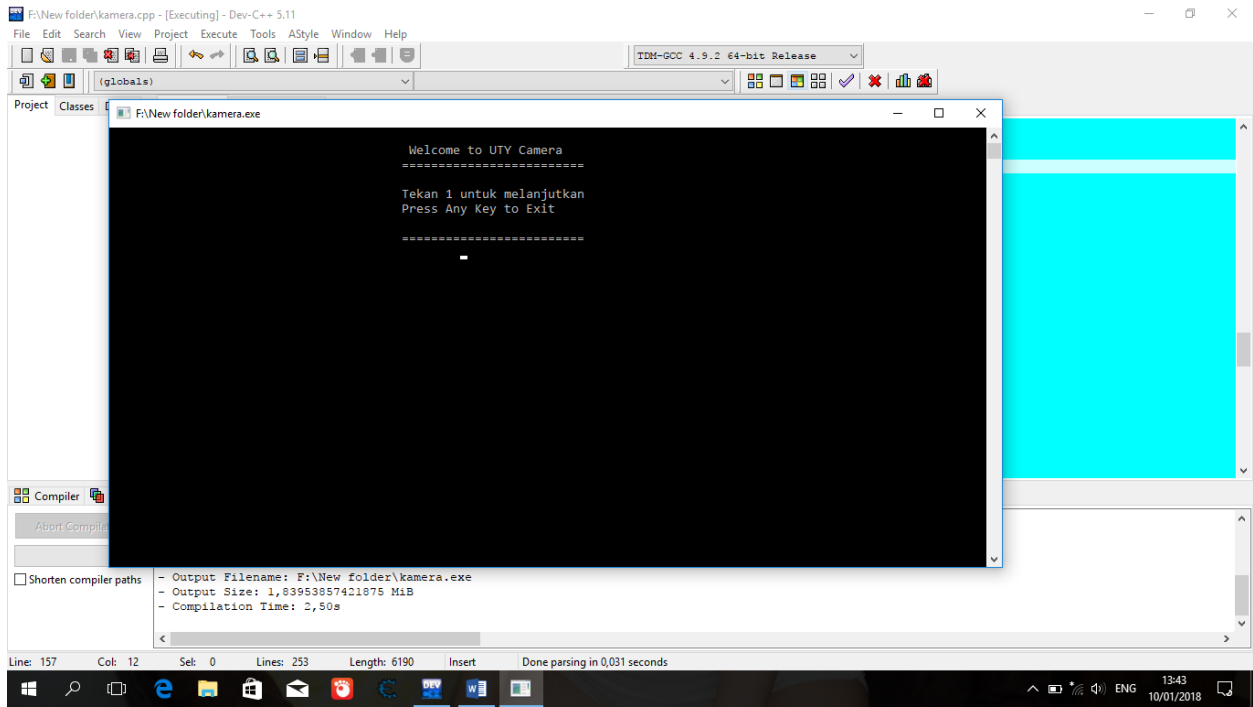 F:\New folder\kamera.cpp - [Executing] - Dev-C++ 5.11
File Edit Search View Project Execute Tools AStyle Window Help
TDM-GCC 4.9.2 64-bit Release
(globals)
Project Classes
F:\New folder\kamera.exe
Welcome to UTY Camera
=========================
Tekan 1 untuk melanjutkan
Press Any Key to Exit
=========================
Compiler
Abort
Shorten compiler paths
- Output Filename: F:\New folder\kamera.exe
- Output Size: 1,83953857421875 MiB
- Compilation Time: 2,50s
Line: 157 Col: 12 Sel: 0 Lines: 253 Length: 6190 Insert Done parsing in 0,031 seconds
DEV
ENG
13:43
10/01/2018